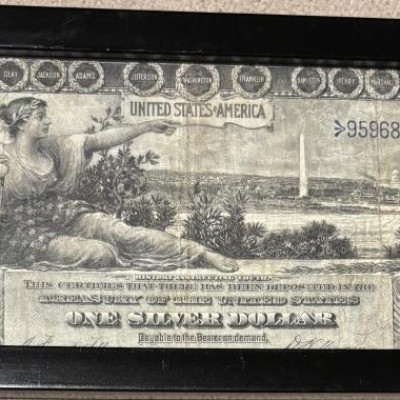 CLAY JACKSON ADAMS JEFFERSON WASHINGTON FRANKLIN HAMILTON PERRY MARSHALL
UNITED STATES OF AMERICA
95968
HISTORY INSTRUCTING YOUTH
THIS CERTIFIES THAT THERE HAS BEEN DEPOSITED IN THE
TREASURY OF THE UNITED STATES
ONE SILVER DOLLAR
Payable to the Bearer on demand.